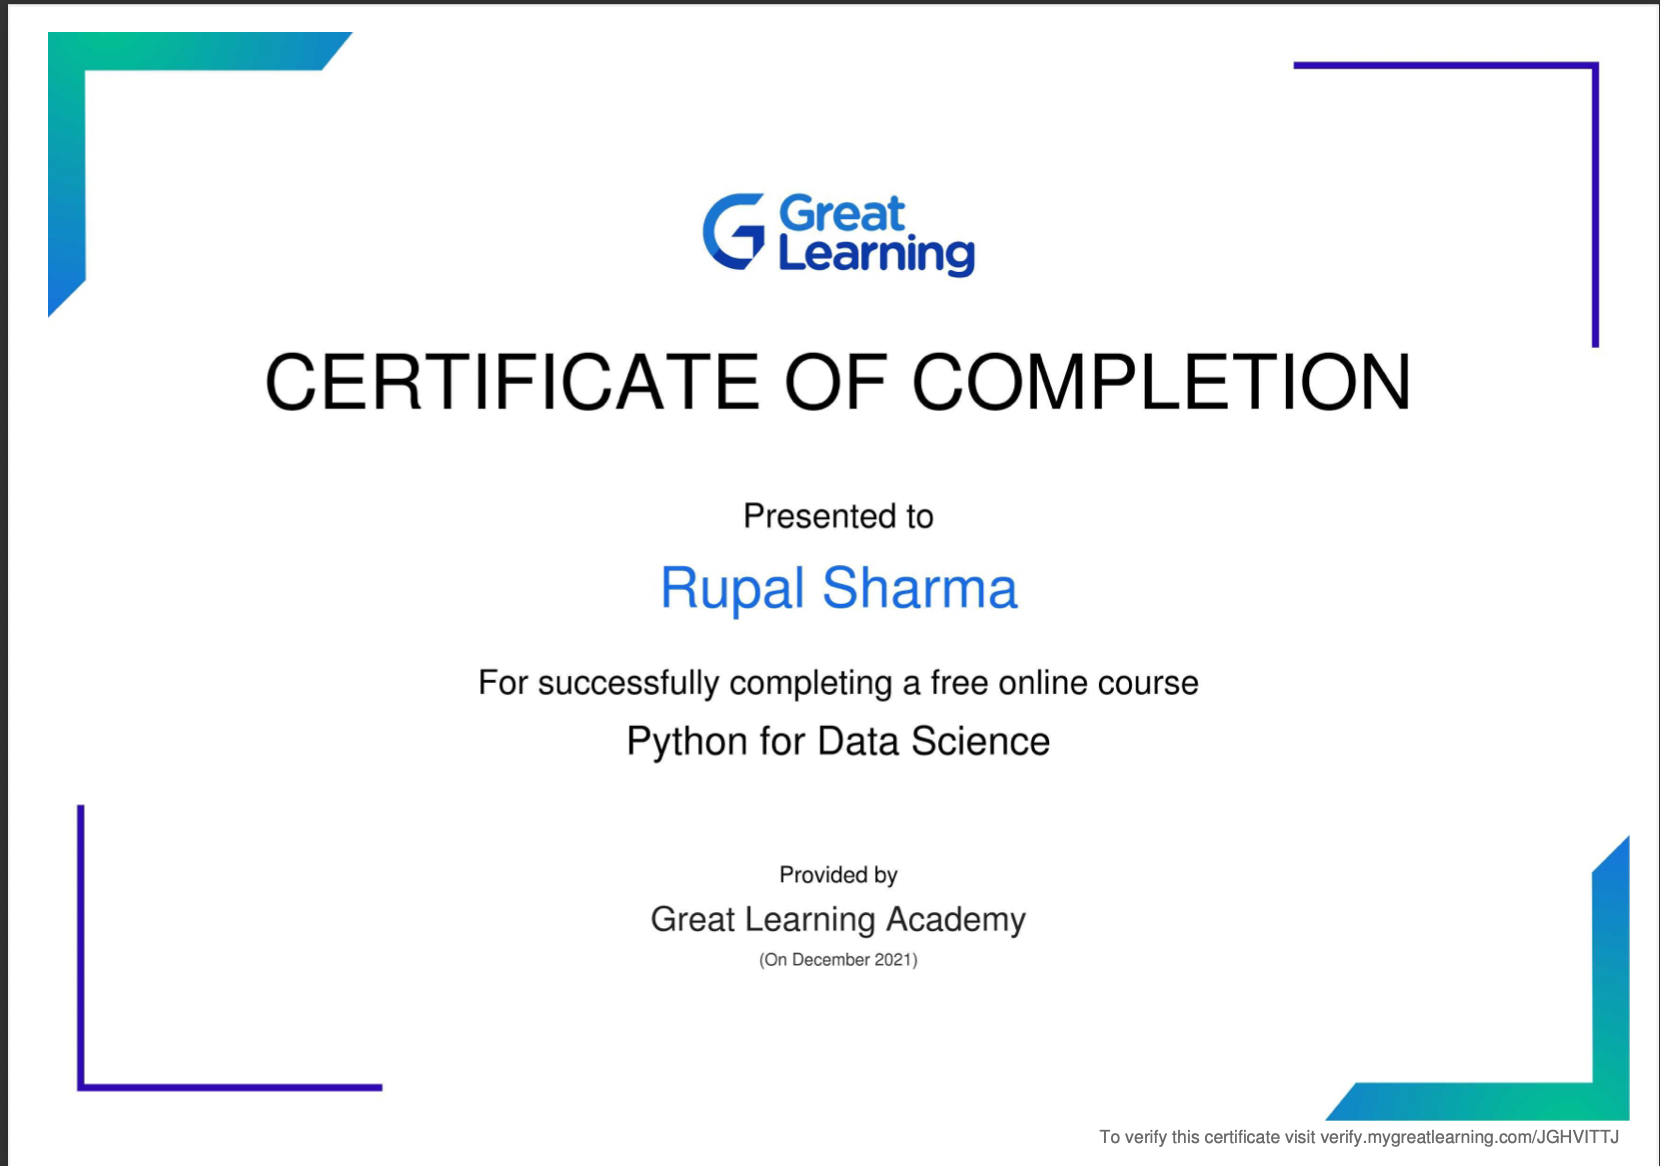 Great
Learning
CERTIFICATE OF COMPLETION
Presented to
Rupal Sharma
For successfully completing a free online course
Python for Data Science
Provided by
Great Learning Academy
(On December 2021)
To verify this certificate visit verify.mygreatlearning.com/JGHVITTJ